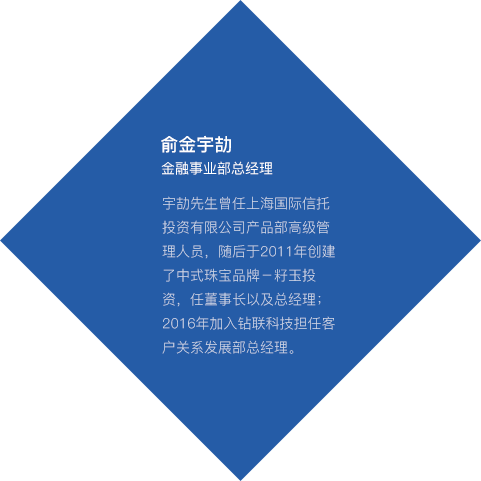 俞金宇劼
金融事业部总经理
宇劼先生曾任上海国际信托
投资有限公司产品部高级管
理人员，随后于2011年创建
了中式珠宝品牌－籽玉投
资，任董事长以及总经理；
2016年加入钻联科技担任客
户关系发展部总经理。